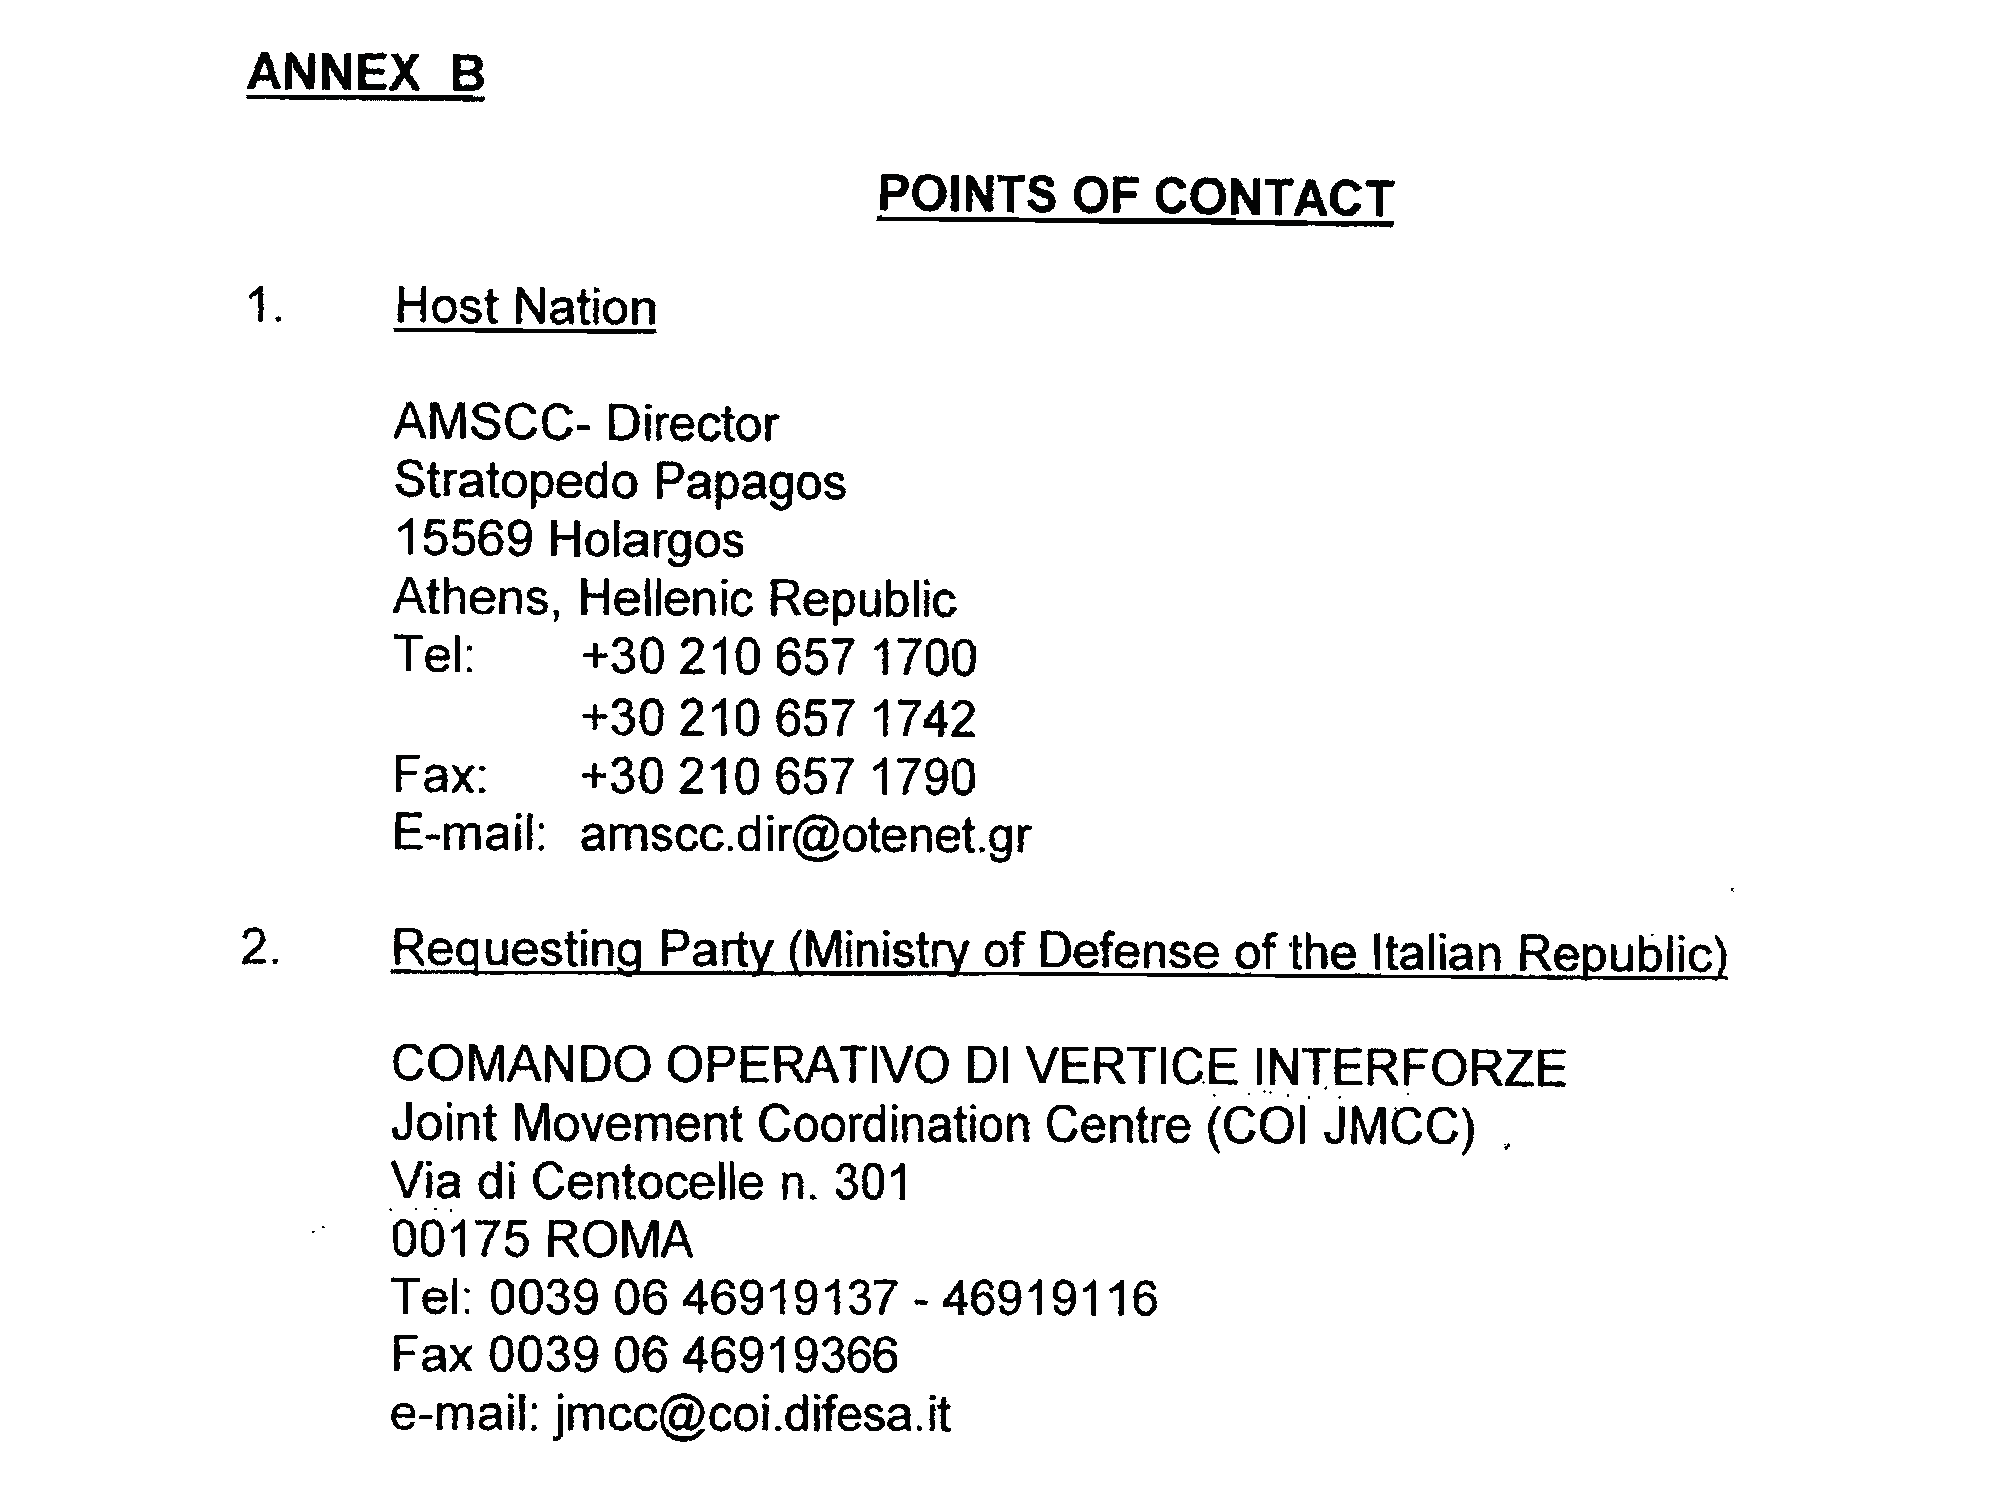 ANNEX B
POINTS OF CONTACT
1. Host Nation
AMSCC- Director
Stratopedo Papagos
15569 Holargos
Athens, Hellenic Republic
Tel: +30 210 657 1700
+30 210 657 1742
Fax: +30 210 657 1790
E-mail: amscc.dir@otenet.gr
2. Requesting Party (Ministry of Defense of the Italian Republic)
COMANDO OPERATIVO DI VERTICE INTERFORZE
Joint Movement Coordination Centre (COI JMCC)
Via di Centocelle n. 301
00175 ROMA
Tel: 0039 06 46919137 - 46919116
Fax 0039 06 46919366
e-mail: jmcc@coi.difesa.it